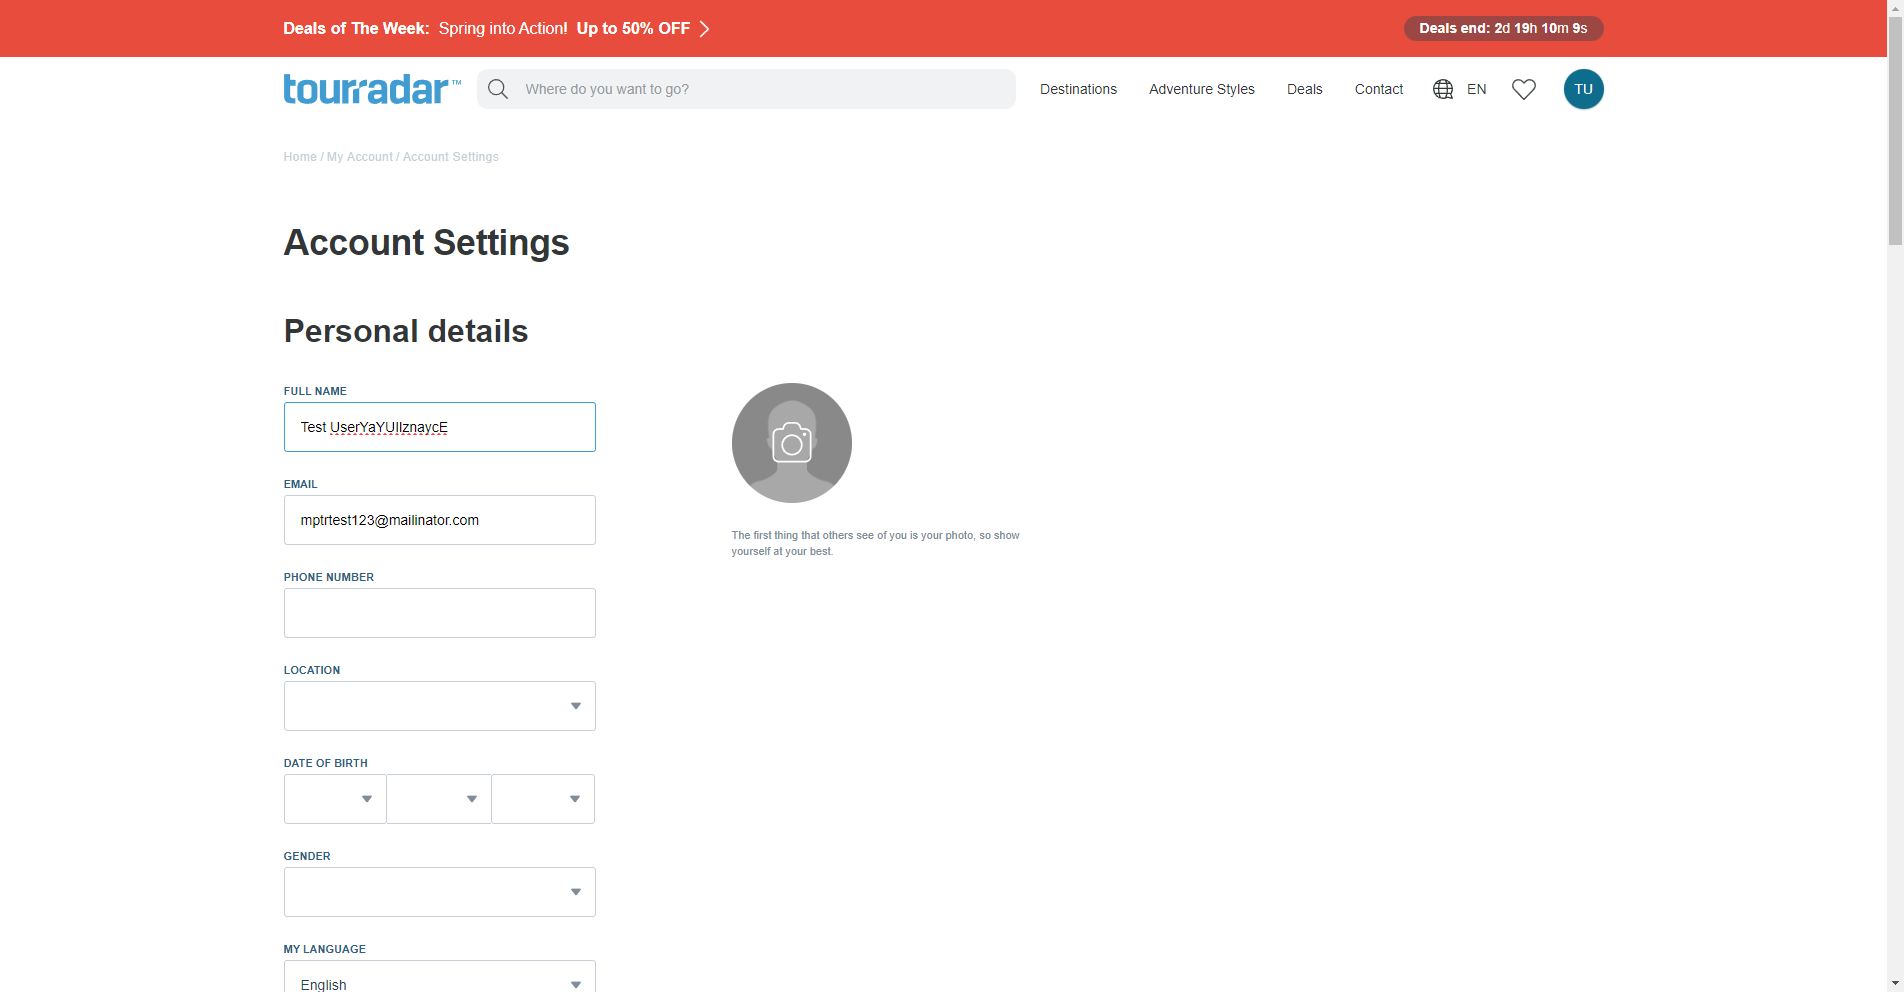 Deals of The Week: Spring into Action! Up to 50% OFF
Deals end: 2d 19h 10m 9s
tourradar™
Where do you want to go?
Destinations
Adventure Styles
Deals
Contact
EN
TU
Home / My Account / Account Settings
Account Settings
Personal details
FULL NAME
Test UserYaYUIIznaycE
EMAIL
mptrtest123@mailinator.com
The first thing that others see of you is your photo, so show
yourself at your best.
PHONE NUMBER
LOCATION
DATE OF BIRTH
GENDER
MY LANGUAGE
English